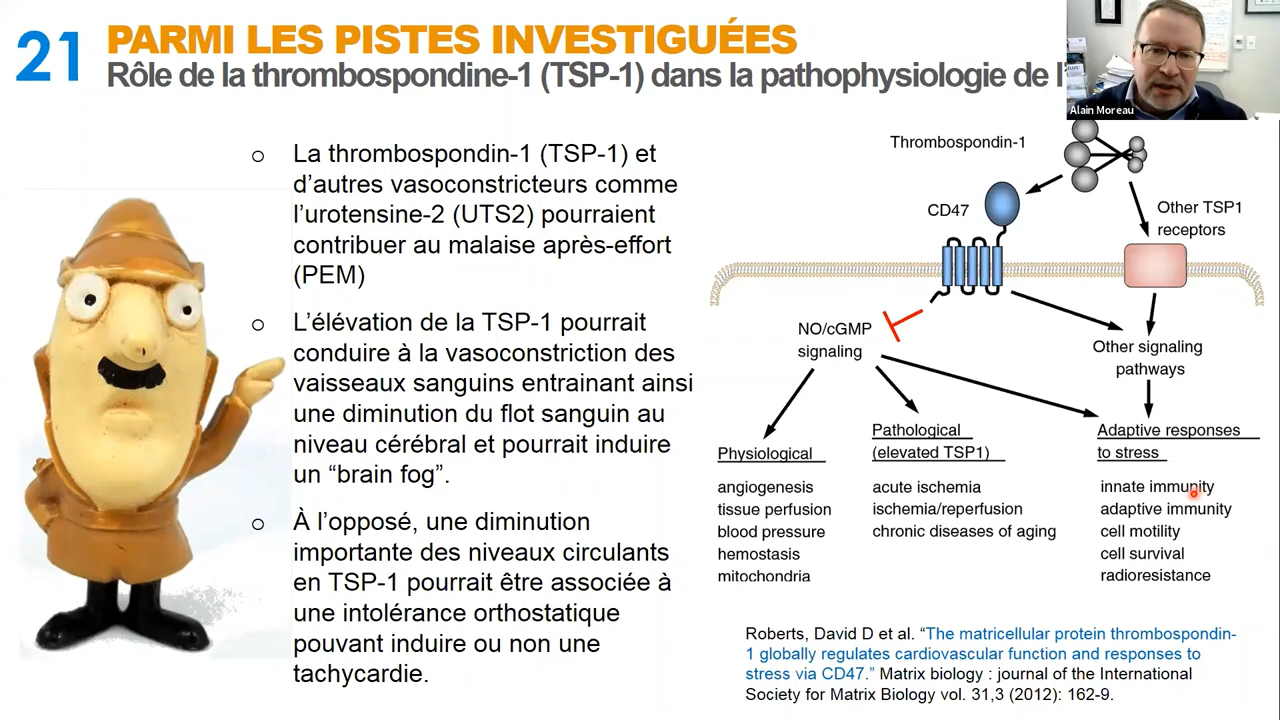 21
PARMI LES PISTES INVESTIGUÉES
Rôle de la thrombospondine-1 (TSP-1) dans la pathophysiologie de l'
Alain Moreau
o La thrombospondin-1 (TSP-1) et
d'autres vasoconstricteurs comme
l'urotensine-2 (UTS2) pourraient
contribuer au malaise après-effort
(PEM)
o L'élévation de la TSP-1 pourrait
conduire à la vasoconstriction des
vaisseaux sanguins entrainant ainsi
une diminution du flot sanguin au
niveau cérébral et pourrait induire
un “brain fog”.
o À l'opposé, une diminution
importante des niveaux circulants
en TSP-1 pourrait être associée à
une intolérance orthostatique
pouvant induire ou non une
tachycardie.
Thrombospondin-1
CD47
Other TSP1
receptors
NO/cGMP
signaling
Other signaling
pathways
Physiological
angiogenesis
tissue perfusion
blood pressure
hemostasis
mitochondria
Pathological
(elevated TSP1)
acute ischemia
ischemia/reperfusion
chronic diseases of aging
Adaptive responses
to stress
innate immunity
adaptive immunity
cell motility
cell survival
radioresistance
Roberts, David D et al. “The matricellular protein thrombospondin-
1 globally regulates cardiovascular function and responses to
stress via CD47.” Matrix biology : journal of the International
Society for Matrix Biology vol. 31,3 (2012): 162-9.